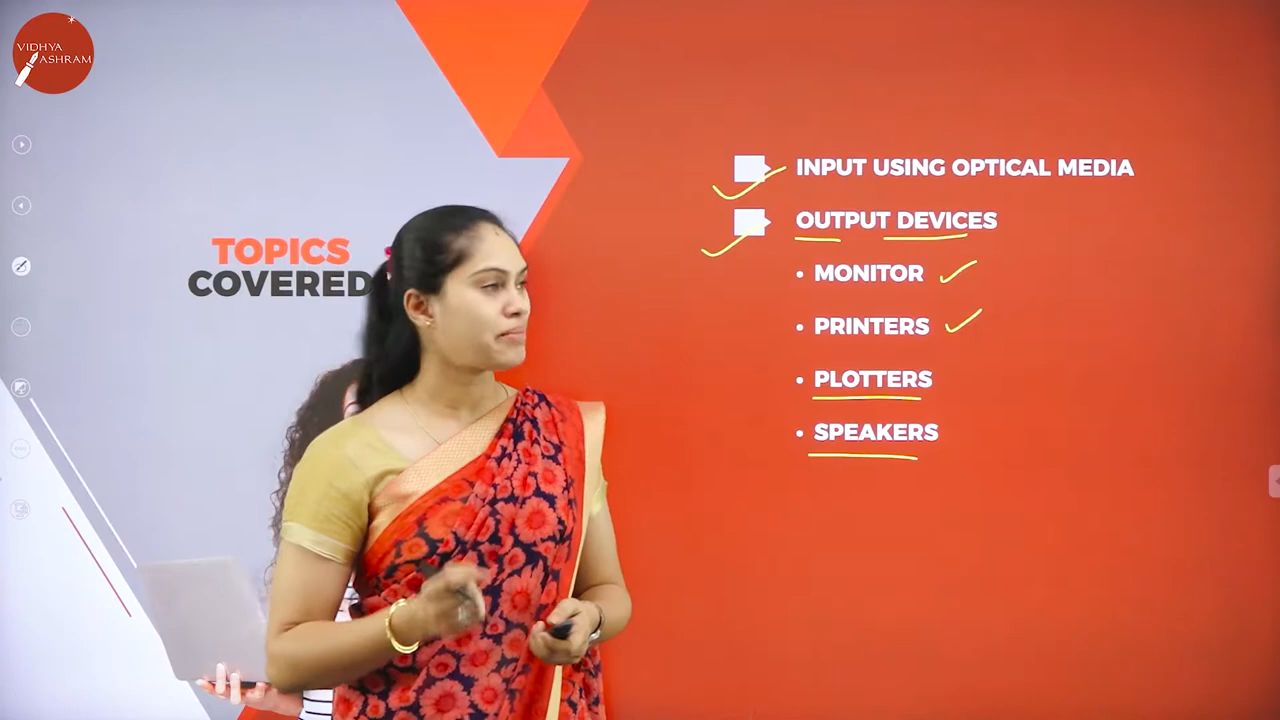 VIDHYA
ASHRAM
TOPICS
COVERED
INPUT USING OPTICAL MEDIA
OUTPUT DEVICES
• MONITOR
• PRINTERS
• PLOTTERS
• SPEAKERS